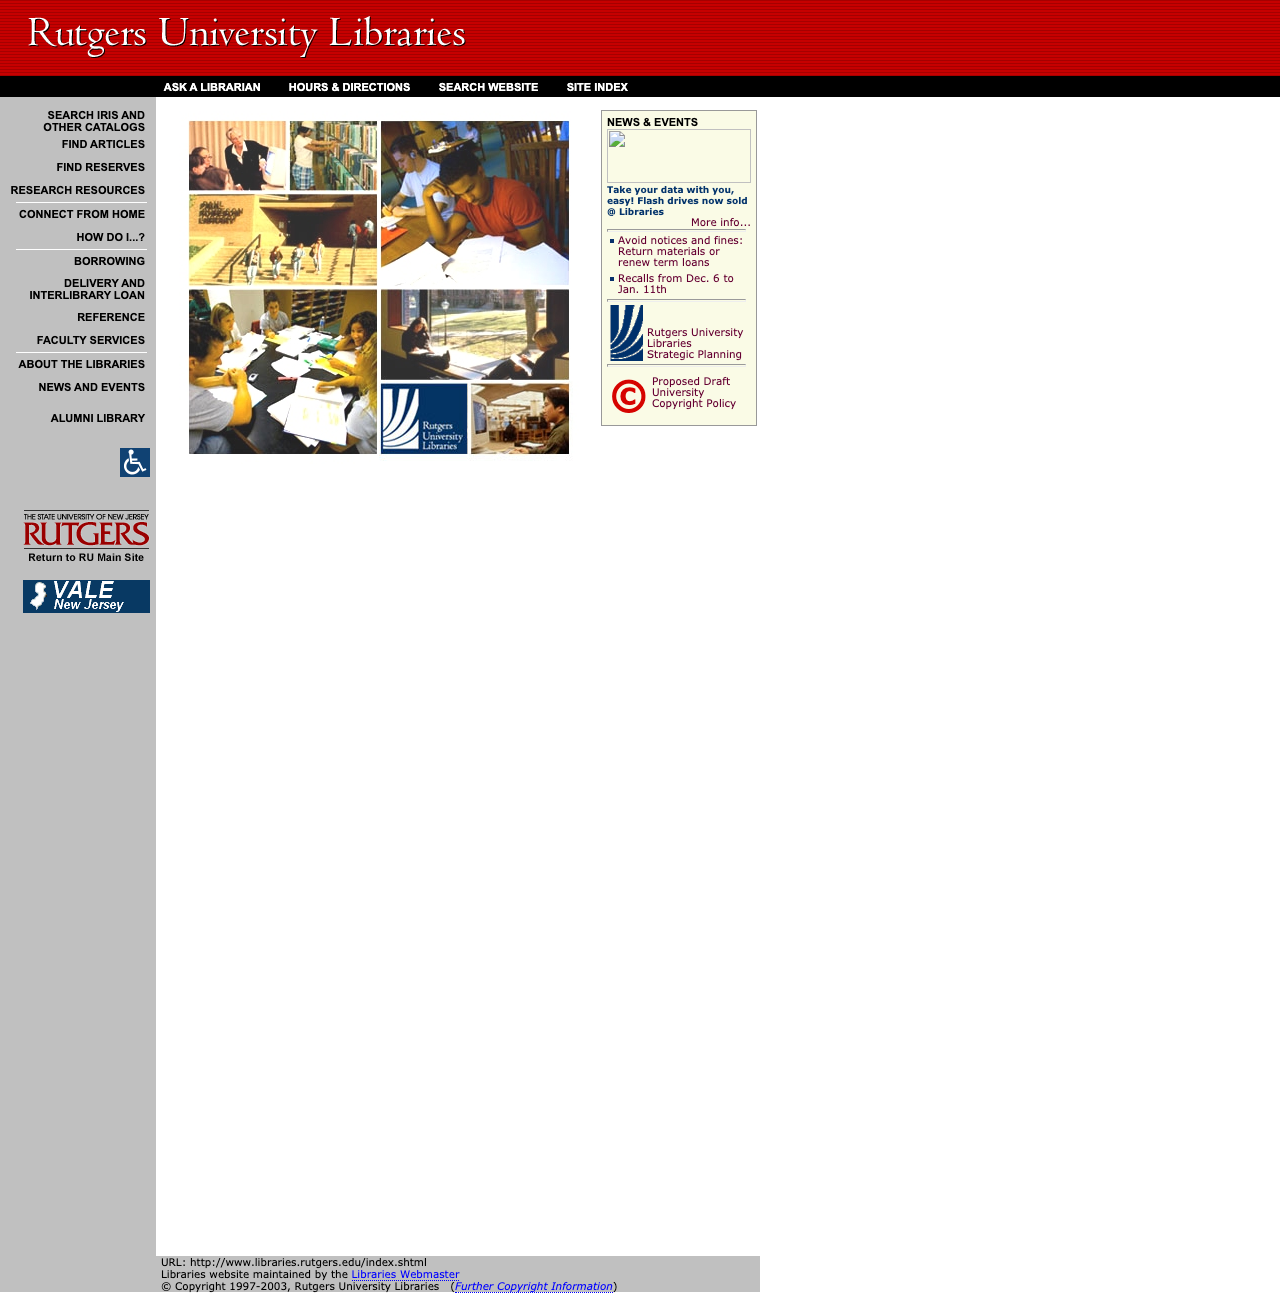 Rutgers University Libraries
ASK A LIBRARIAN HOURS & DIRECTIONS SEARCH WEBSITE SITE INDEX
SEARCH IRIS AND
OTHER CATALOGS
FIND ARTICLES
FIND RESERVES
RESEARCH RESOURCES
CONNECT FROM HOME
HOW DO I...?
BORROWING
DELIVERY AND
INTERLIBRARY LOAN
REFERENCE
FACULTY SERVICES
ABOUT THE LIBRARIES
NEWS AND EVENTS
ALUMNI LIBRARY
THE STATE UNIVERSITY OF NEW JERSEY
RUTGERS
Return to RU Main Site
VALE
New Jersey
PAUL
ROBESON
LIBRARY
Rutgers
University
Libraries
NEWS & EVENTS
Take your data with you,
easy! Flash drives now sold
@ Libraries
More info...
Avoid notices and fines:
Return materials or
renew term loans
Recalls from Dec. 6 to
Jan. 11th
Rutgers University
Libraries
Strategic Planning
©
Proposed Draft
University
Copyright Policy
URL: http://www.libraries.rutgers.edu/index.shtml
Libraries website maintained by the Libraries Webmaster
© Copyright 1997-2003, Rutgers University Libraries (Further Copyright Information)